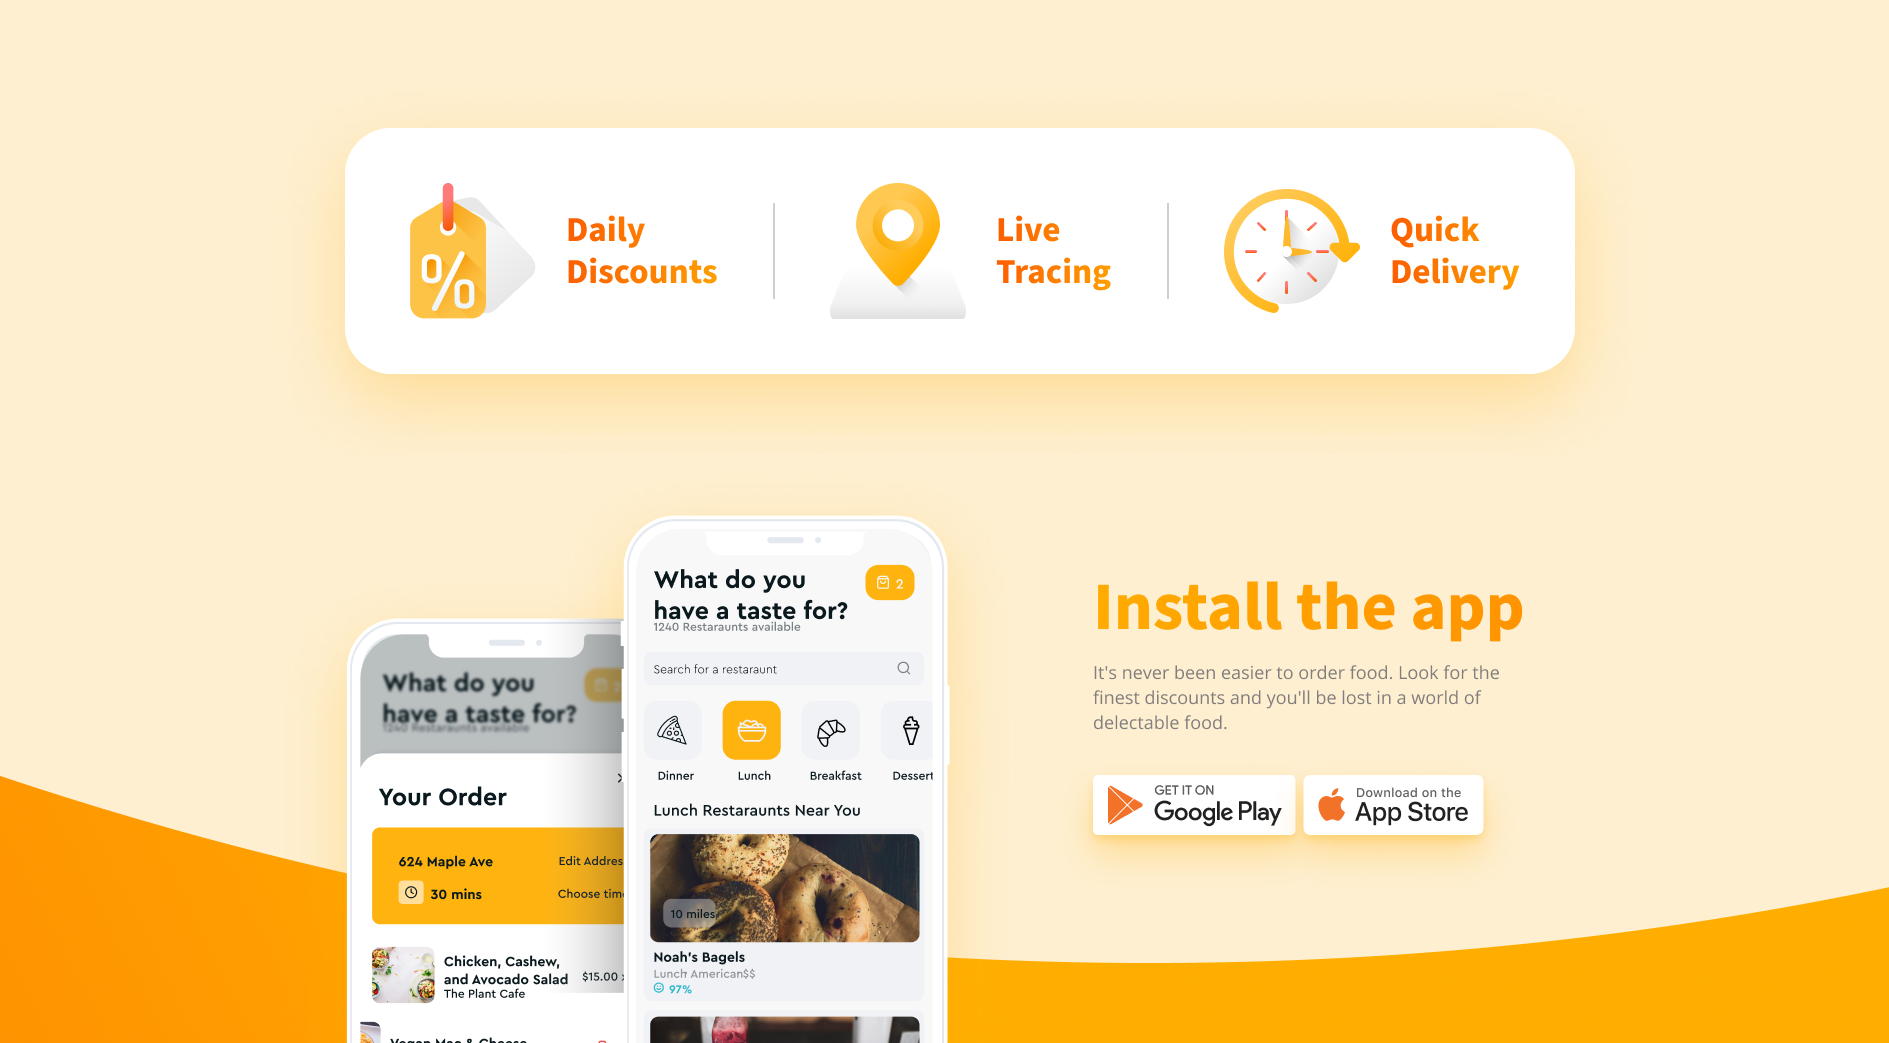 Daily
Discounts
Live
Tracing
Quick
Delivery
What do you
have a taste for?
1240 Restaraunts available
2
Search for a restaraunt
Dinner
Lunch
Breakfast
Dessert
Lunch Restaraunts Near You
10 miles
Noah's Bagels
Lunch American$$
97%
What do you
have a taste for?
1240 Restaraunts available
Your Order
624 Maple Ave
Edit Addres
30 mins
Choose time
Chicken, Cashew,
and Avocado Salad
$15.00
The Plant Cafe
Vegan Mac & Cheese
Install the app
It's never been easier to order food. Look for the
finest discounts and you'll be lost in a world of
delectable food.
GET IT ON
Google Play
Download on the
App Store